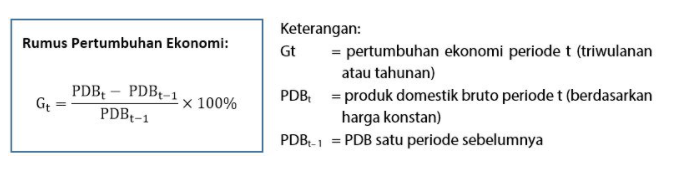 Rumus Pertumbuhan Ekonomi:
Gₜ = (PDBₜ − PDBₜ₋₁) / PDBₜ₋₁ × 100%
Keterangan:
Gt = pertumbuhan ekonomi periode t (triwulanan
atau tahunan)
PDBₜ = produk domestik bruto periode t (berdasarkan
harga konstan)
PDBₜ₋₁ = PDB satu periode sebelumnya